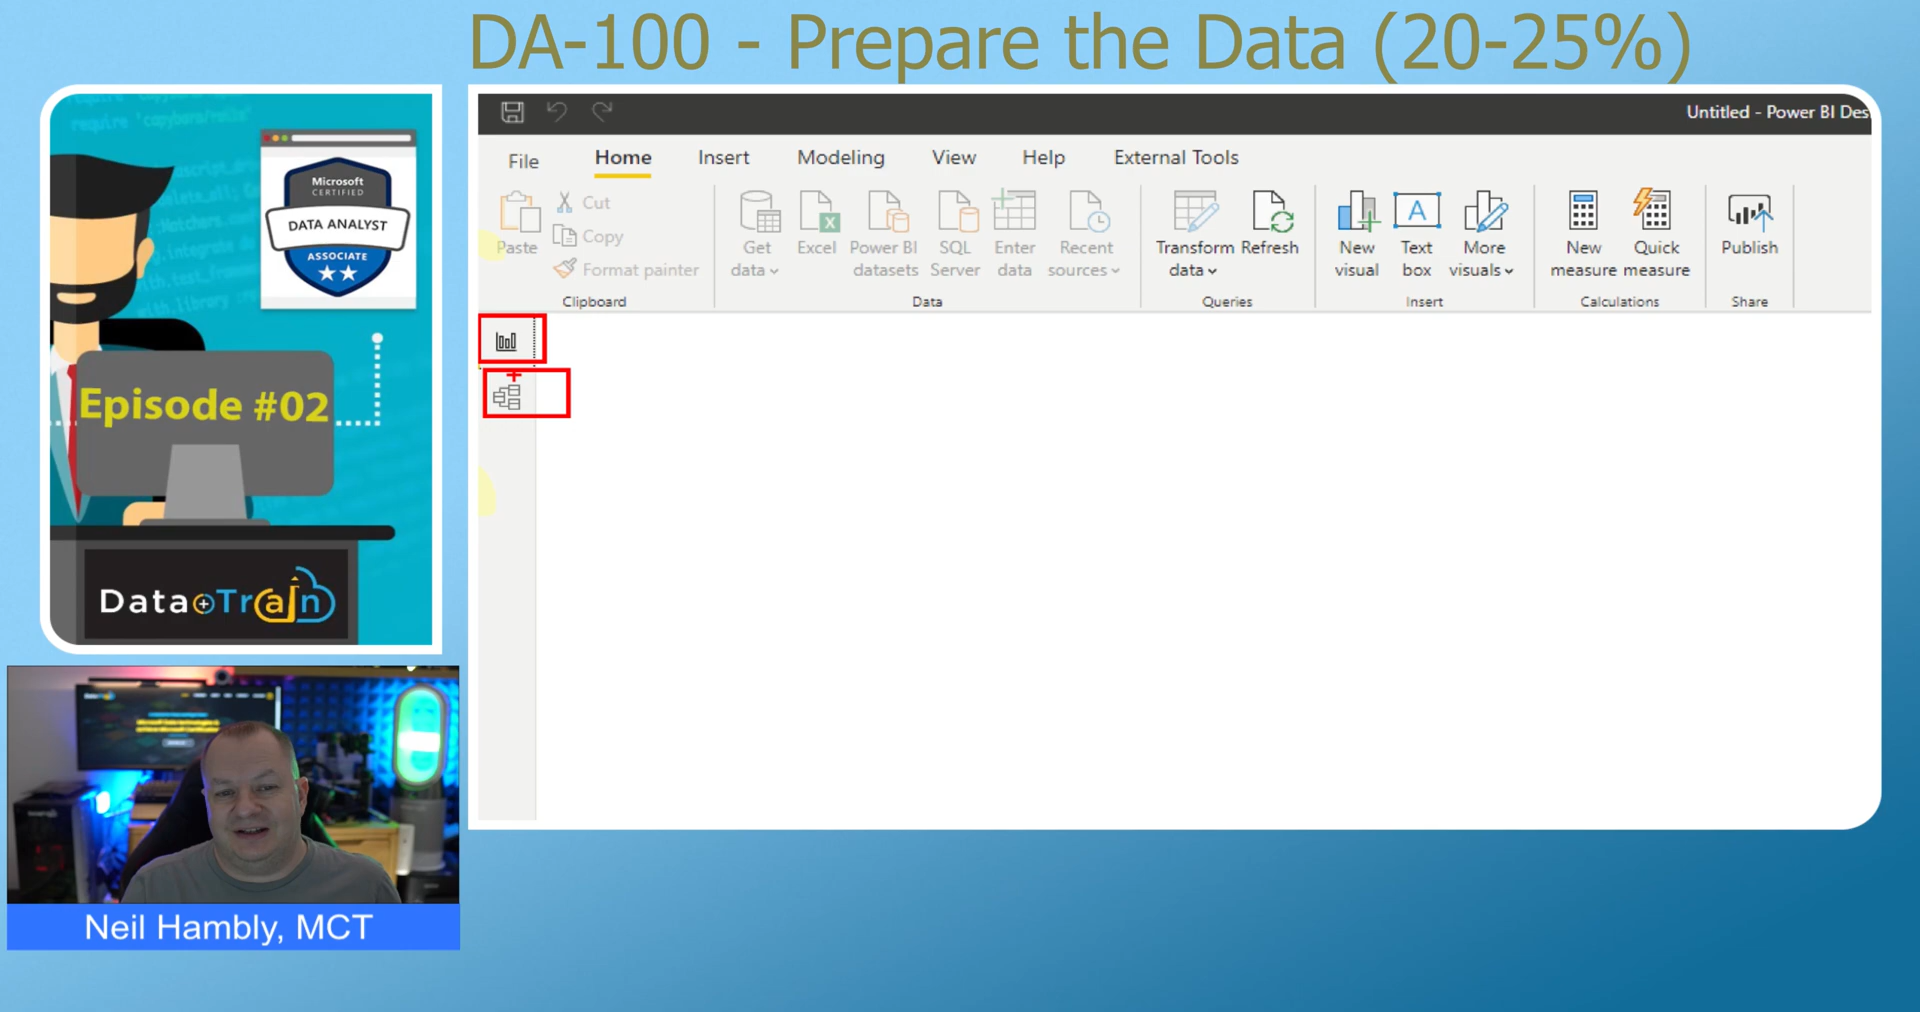 DA-100 - Prepare the Data (20-25%)
Microsoft
CERTIFIED
DATA ANALYST
ASSOCIATE
Episode #02
Data Train
Neil Hambly, MCT
Untitled - Power BI Des
File Home Insert Modeling View Help External Tools
Paste
Cut
Copy
Format painter
Clipboard
Get data
Excel
Power BI datasets
SQL Server
Enter data
Recent sources
Data
Transform data
Refresh
Queries
New visual
A
Text box
More visuals
Insert
New measure
Quick measure
Calculations
Publish
Share